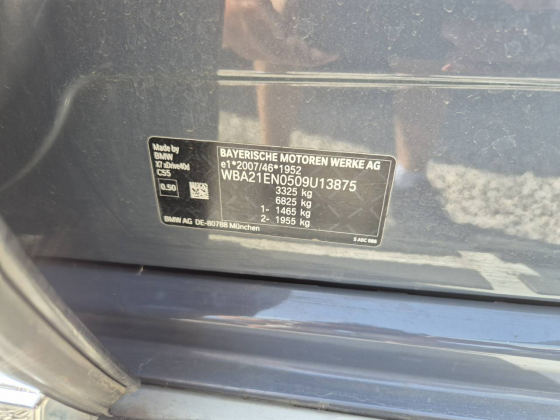 Made by
BMW
X7 xDrive40d
C55
0.50
BAYERISCHE MOTOREN WERKE AG
e1*2007/46*1952
WBA21EN0509U13875
3325 kg
6825 kg
1- 1465 kg
2- 1955 kg
BMW AG DE-80788 München